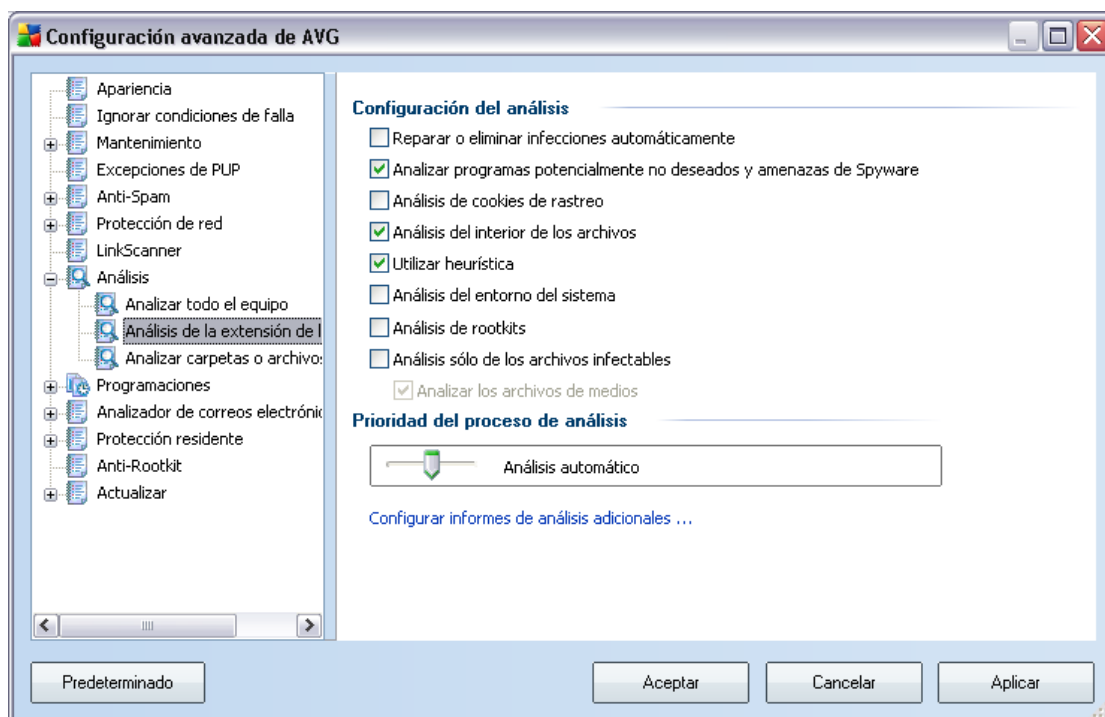 Configuración avanzada de AVG
Apariencia
Ignorar condiciones de falla
Mantenimiento
Excepciones de PUP
Anti-Spam
Protección de red
LinkScanner
Análisis
Analizar todo el equipo
Análisis de la extensión de l
Analizar carpetas o archivo
Programaciones
Analizador de correos electróni
Protección residente
Anti-Rootkit
Actualizar
Configuración del análisis
Reparar o eliminar infecciones automáticamente
Analizar programas potencialmente no deseados y amenazas de Spyware
Análisis de cookies de rastreo
Análisis del interior de los archivos
Utilizar heurística
Análisis del entorno del sistema
Análisis de rootkits
Análisis sólo de los archivos infectables
Analizar los archivos de medios
Prioridad del proceso de análisis
Análisis automático
Configurar informes de análisis adicionales ...
Predeterminado
Aceptar
Cancelar
Aplicar